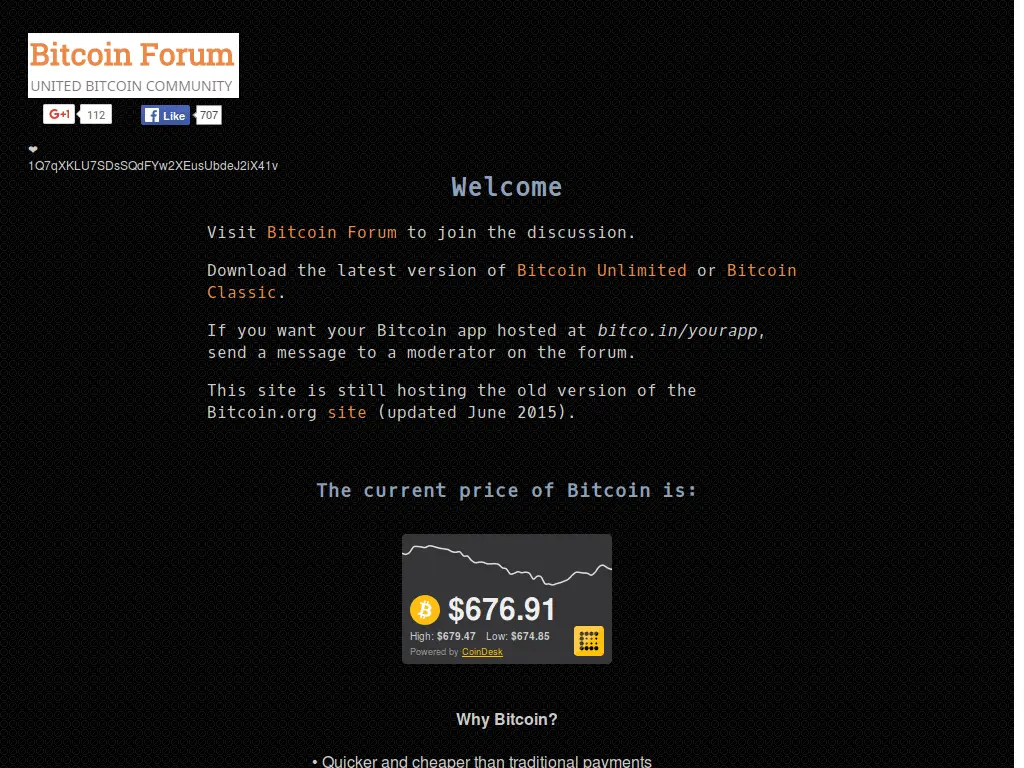 Bitcoin Forum
UNITED BITCOIN COMMUNITY
G+1 112 Like 707
❤
1Q7qXKLU7SDsSQdFYw2XEusUbdeJ2iX41v
Welcome
Visit Bitcoin Forum to join the discussion.
Download the latest version of Bitcoin Unlimited or Bitcoin
Classic.
If you want your Bitcoin app hosted at bitco.in/yourapp,
send a message to a moderator on the forum.
This site is still hosting the old version of the
Bitcoin.org site (updated June 2015).
The current price of Bitcoin is:
$676.91
High: $679.47 Low: $674.85
Powered by CoinDesk
Why Bitcoin?
• Quicker and cheaper than traditional payments